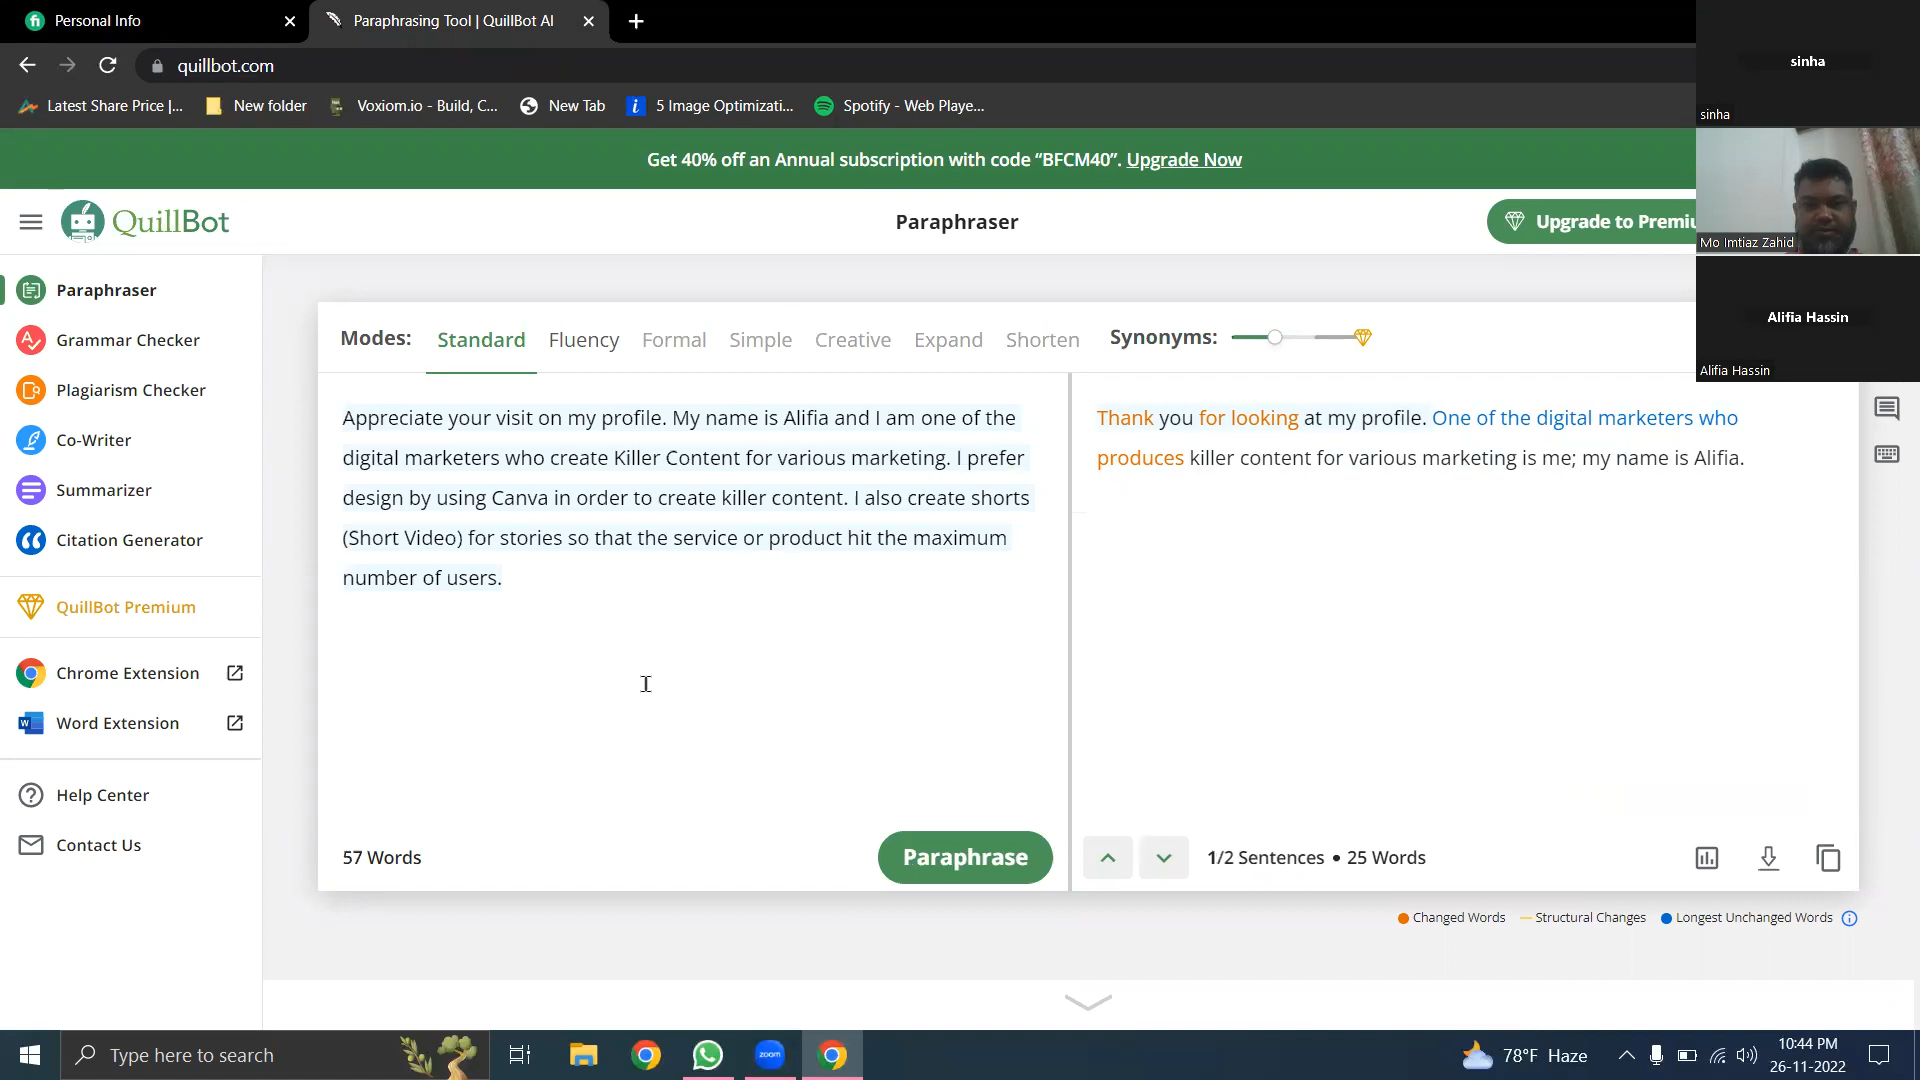 Personal Info
Paraphrasing Tool | QuillBot AI
quillbot.com
Latest Share Price |...
New folder
Voxiom.io - Build, C...
New Tab
5 Image Optimizati...
Spotify - Web Playe...
Get 40% off an Annual subscription with code “BFCM40”. Upgrade Now
QuillBot
Paraphraser
Upgrade to Premiu
sinha
sinha
Mo Imtiaz Zahid
Alifia Hassin
Alifia Hassin
Paraphraser
Grammar Checker
Plagiarism Checker
Co-Writer
Summarizer
Citation Generator
QuillBot Premium
Chrome Extension
Word Extension
Help Center
Contact Us
Modes: Standard Fluency Formal Simple Creative Expand Shorten Synonyms:
Appreciate your visit on my profile. My name is Alifia and I am one of the
digital marketers who create Killer Content for various marketing. I prefer
design by using Canva in order to create killer content. I also create shorts
(Short Video) for stories so that the service or product hit the maximum
number of users.
57 Words
Paraphrase
Thank you for looking at my profile. One of the digital marketers who
produces killer content for various marketing is me; my name is Alifia.
1/2 Sentences • 25 Words
Changed Words
Structural Changes
Longest Unchanged Words
Type here to search
zoom
78°F Haze
10:44 PM
26-11-2022